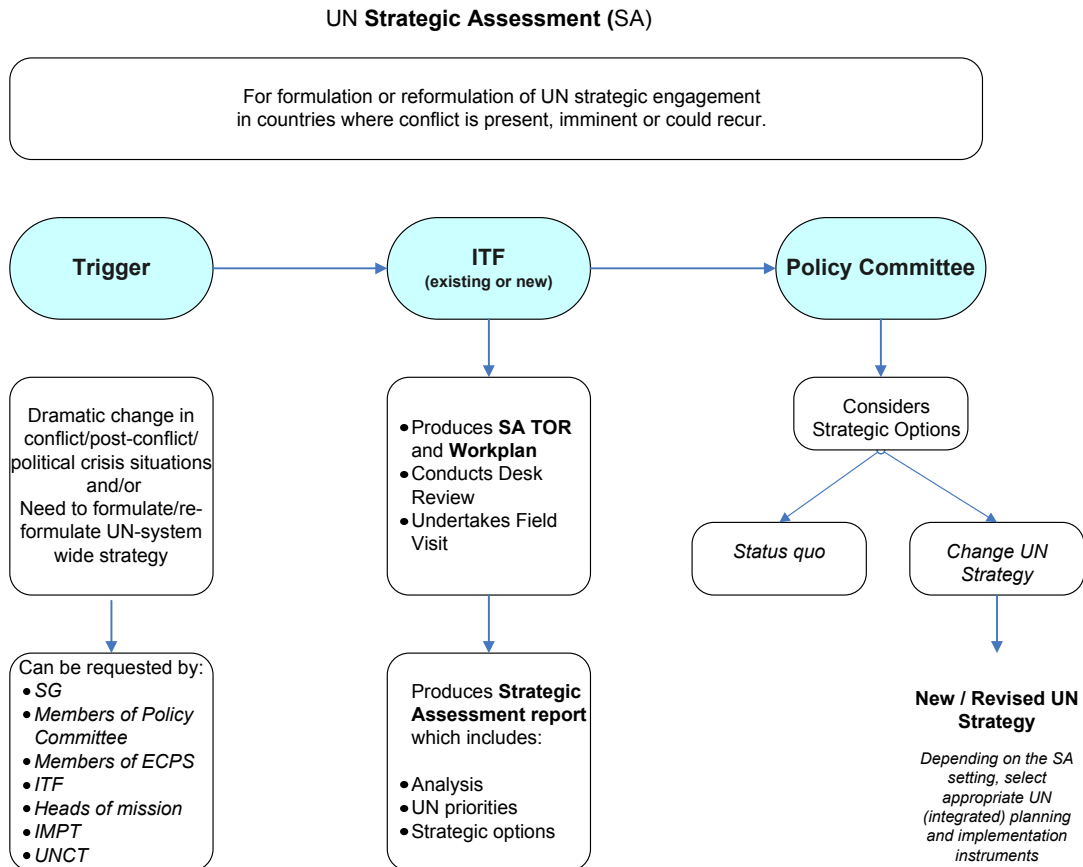 UN Strategic Assessment (SA)
For formulation or reformulation of UN strategic engagement
in countries where conflict is present, imminent or could recur.
Trigger
ITF
(existing or new)
Policy Committee
Dramatic change in
conflict/post-conflict/
political crisis situations
and/or
Need to formulate/re-
formulate UN-system
wide strategy
• Produces SA TOR
and Workplan
• Conducts Desk
Review
• Undertakes Field
Visit
Considers
Strategic Options
Status quo
Change UN
Strategy
Can be requested by:
• SG
• Members of Policy
Committee
• Members of ECPS
• ITF
• Heads of mission
• IMPT
• UNCT
Produces Strategic
Assessment report
which includes:
• Analysis
• UN priorities
• Strategic options
New / Revised UN
Strategy
Depending on the SA
setting, select
appropriate UN
(integrated) planning
and implementation
instruments